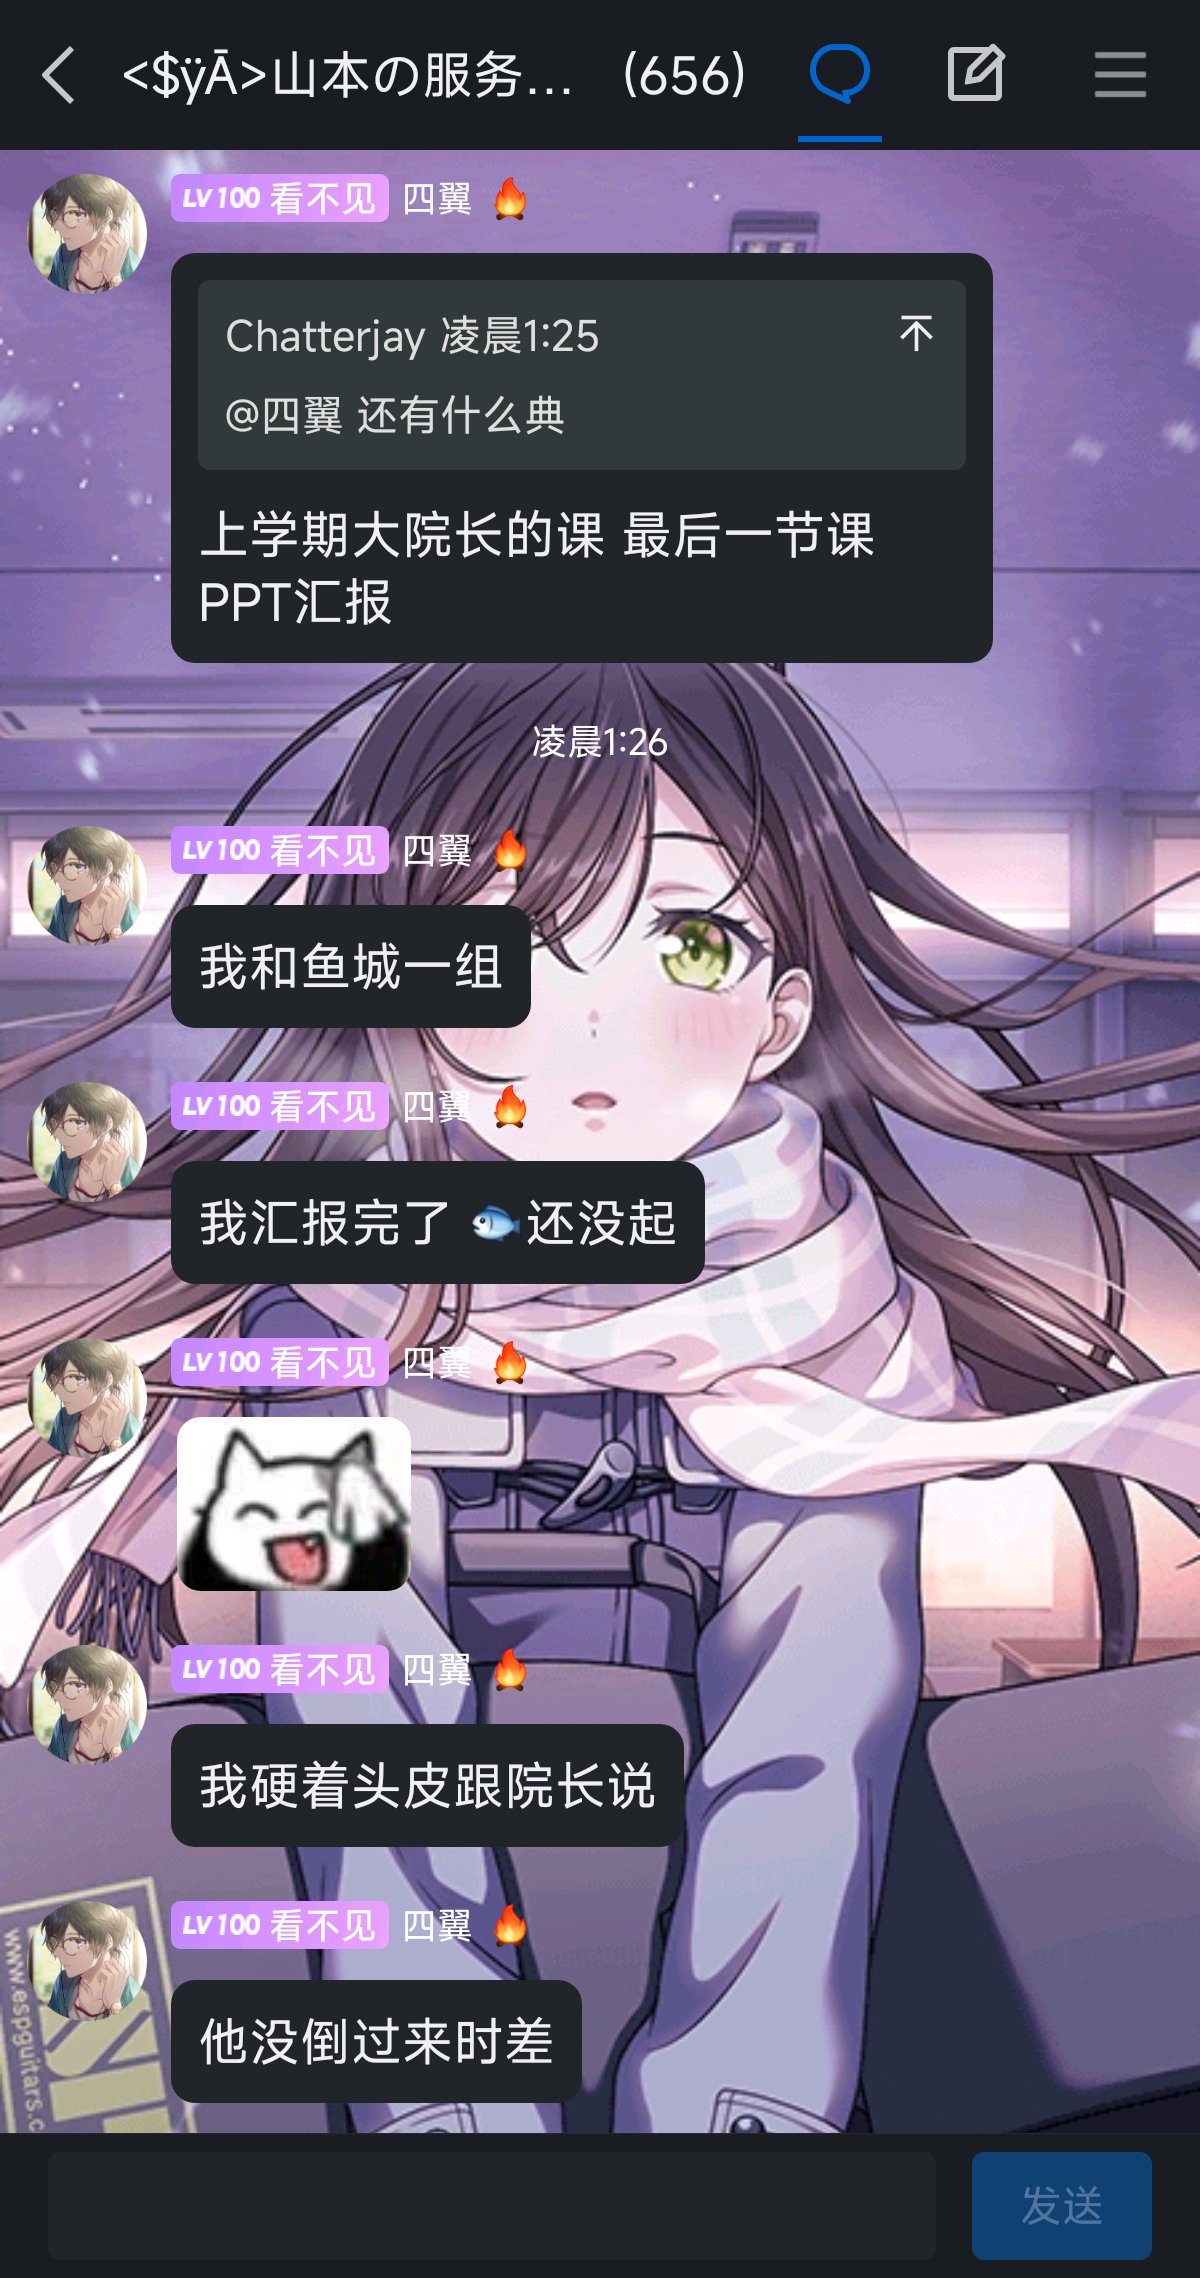 <$ÿĀ>山本の服务... (656)
LV100 看不见 四翼 🔥
Chatterjay 凌晨1:25
@四翼 还有什么典
上学期大院长的课 最后一节课
PPT汇报
凌晨1:26
LV100 看不见 四翼 🔥
我和鱼城一组
LV100 看不见 四翼 🔥
我汇报完了 🐟还没起
LV100 看不见 四翼 🔥
LV100 看不见 四翼 🔥
我硬着头皮跟院长说
LV100 看不见 四翼 🔥
他没倒过来时差
www.espguitars.c
发送